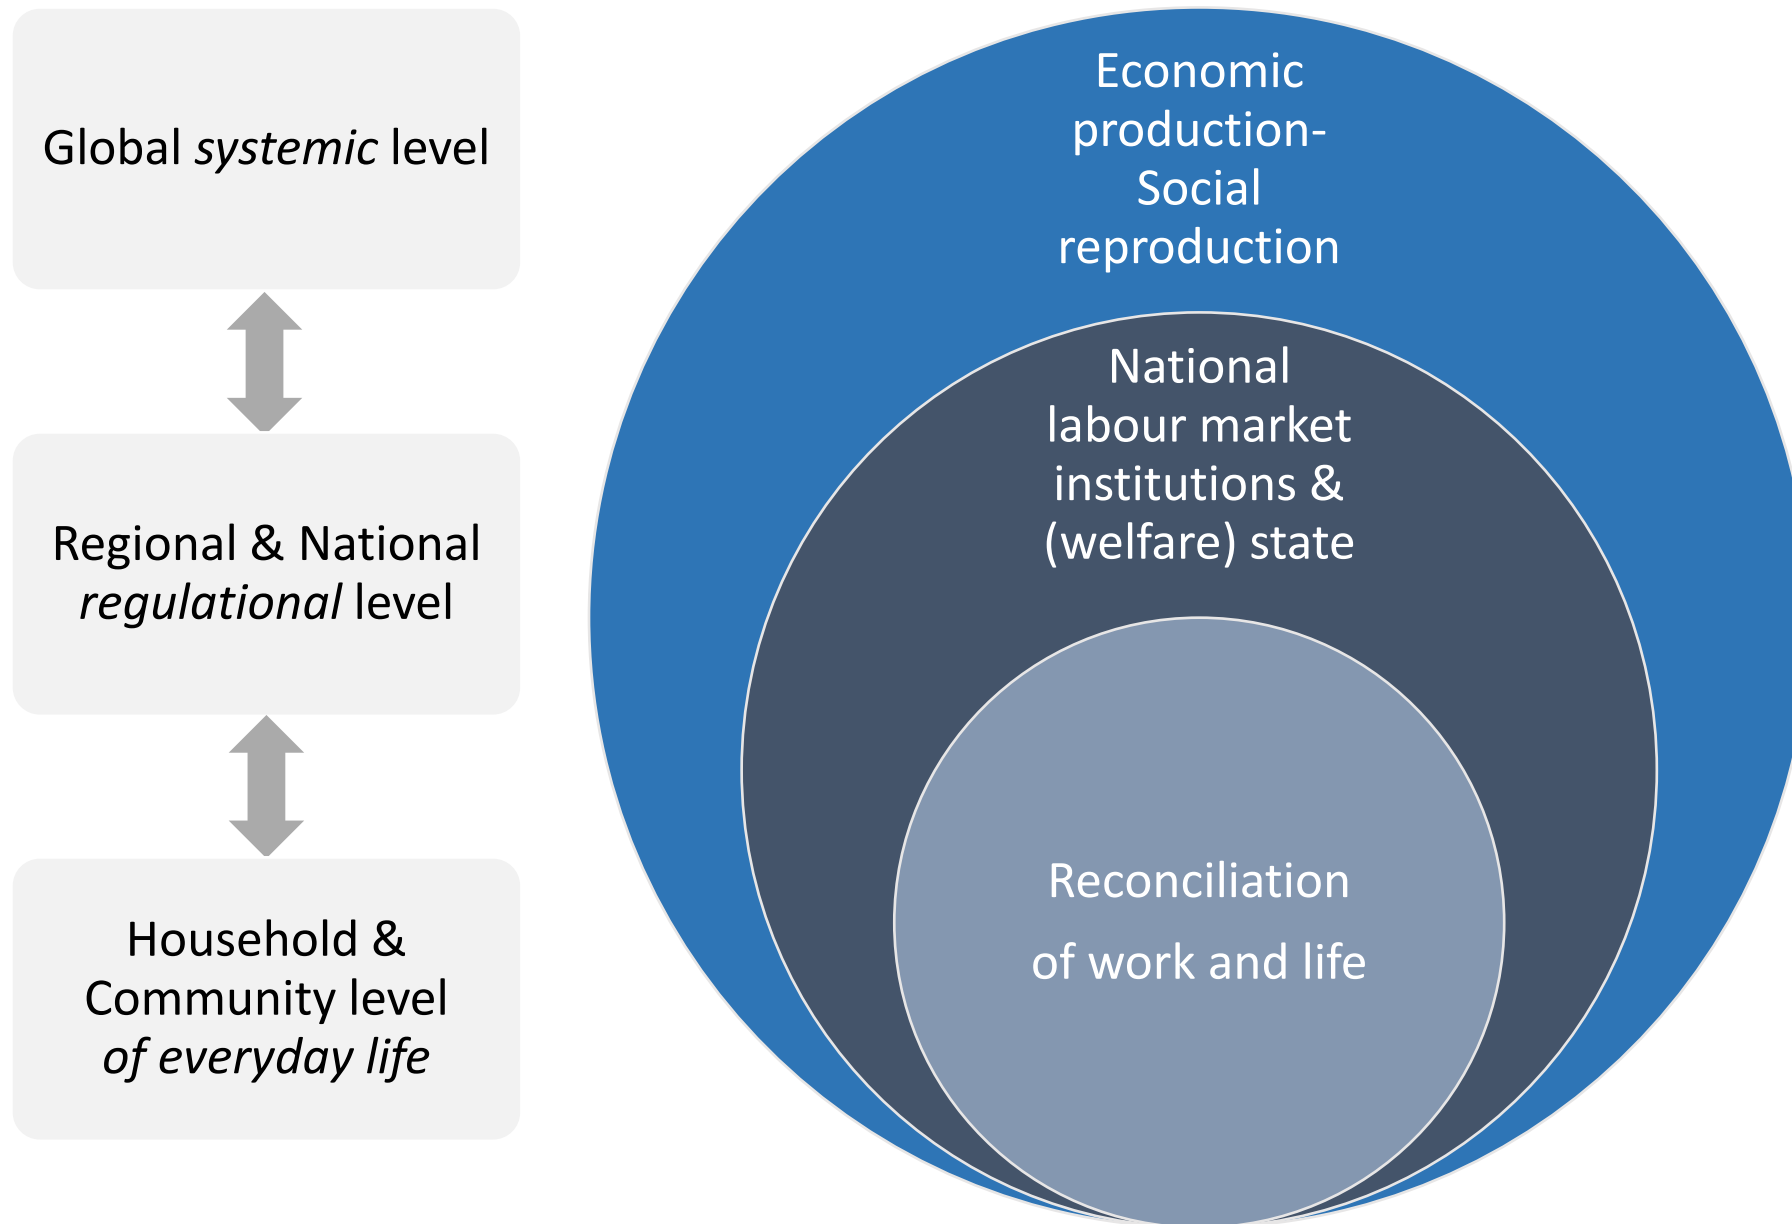 Global systemic level
Regional & National
regulational level
Household &
Community level
of everyday life
Economic
production-
Social
reproduction
National
labour market
institutions &
(welfare) state
Reconciliation
of work and life